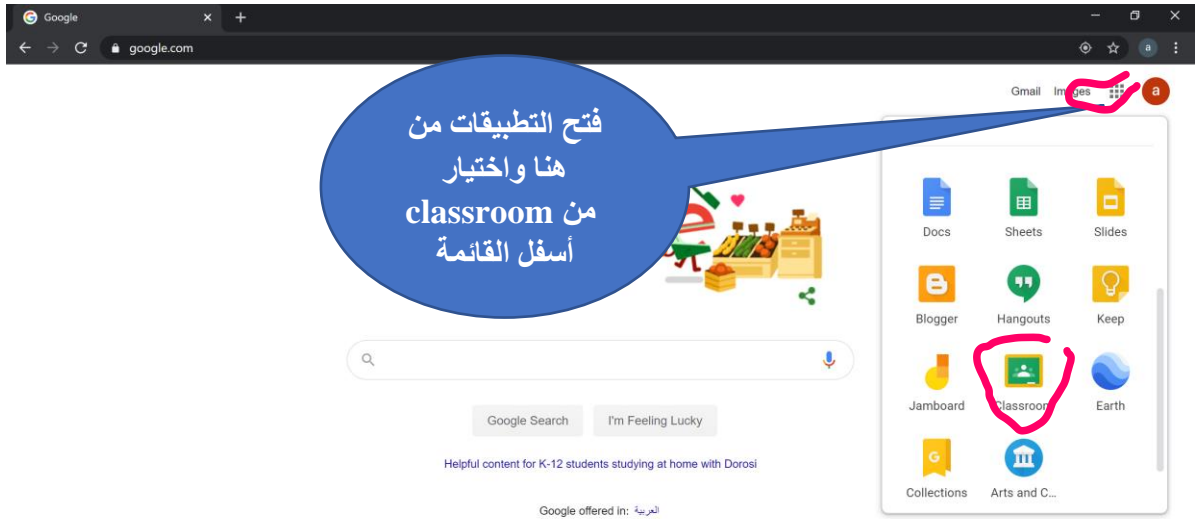 Google
google.com
a
Gmail Images
a
فتح التطبيقات من
هنا واختيار
classroom من
أسفل القائمة
Docs Sheets Slides
Blogger Hangouts Keep
Jamboard Classroom Earth
G
Collections Arts and C...
Google Search I'm Feeling Lucky
Helpful content for K-12 students studying at home with Dorosi
Google offered in: العربية